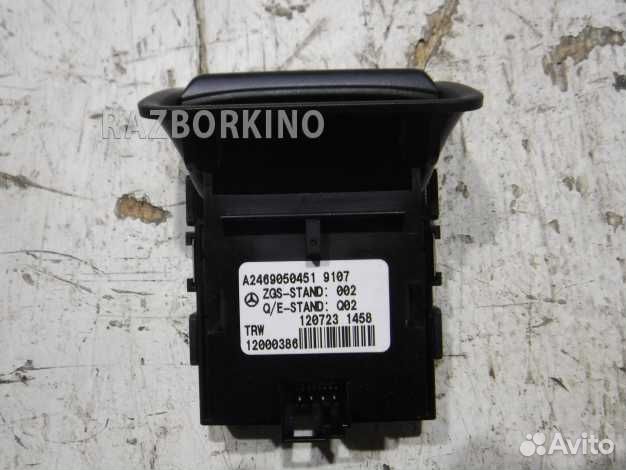 RAZBORKINO
A2469050451 9107
ZGS-STAND: 002
Q/E-STAND: Q02
120723 1458
TRW
12000386
Avito